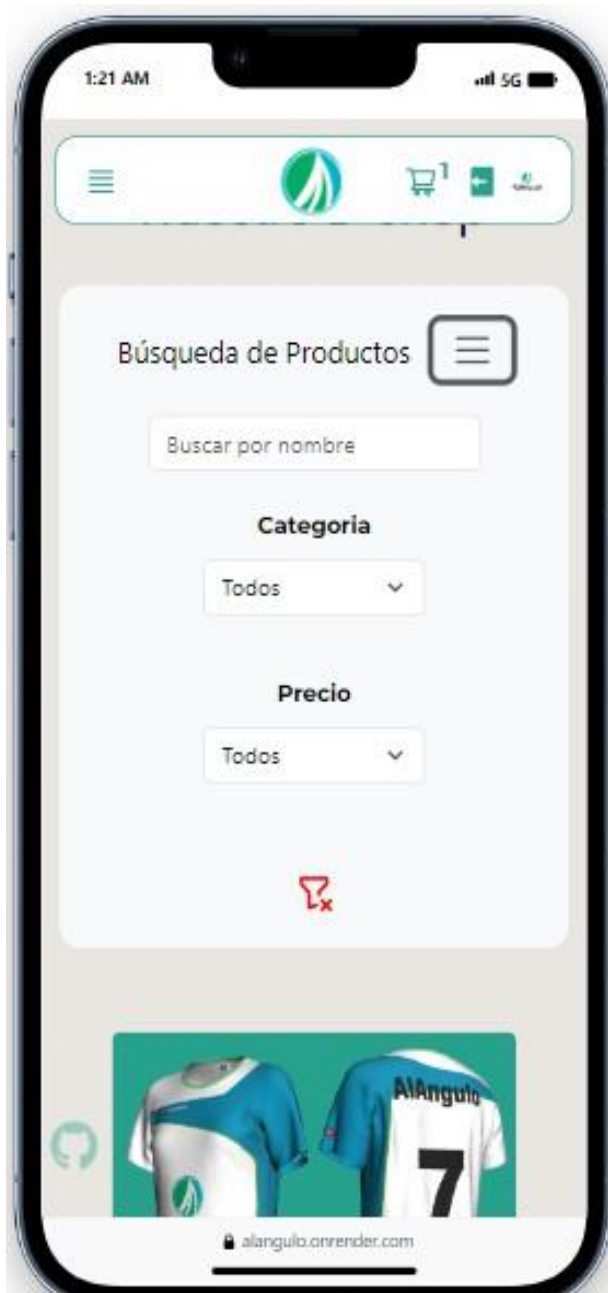 1:21 AM
5G
1
Búsqueda de Productos
Buscar por nombre
Categoria
Todos
Precio
Todos
AlAngulo
7
alangulo.onrender.com